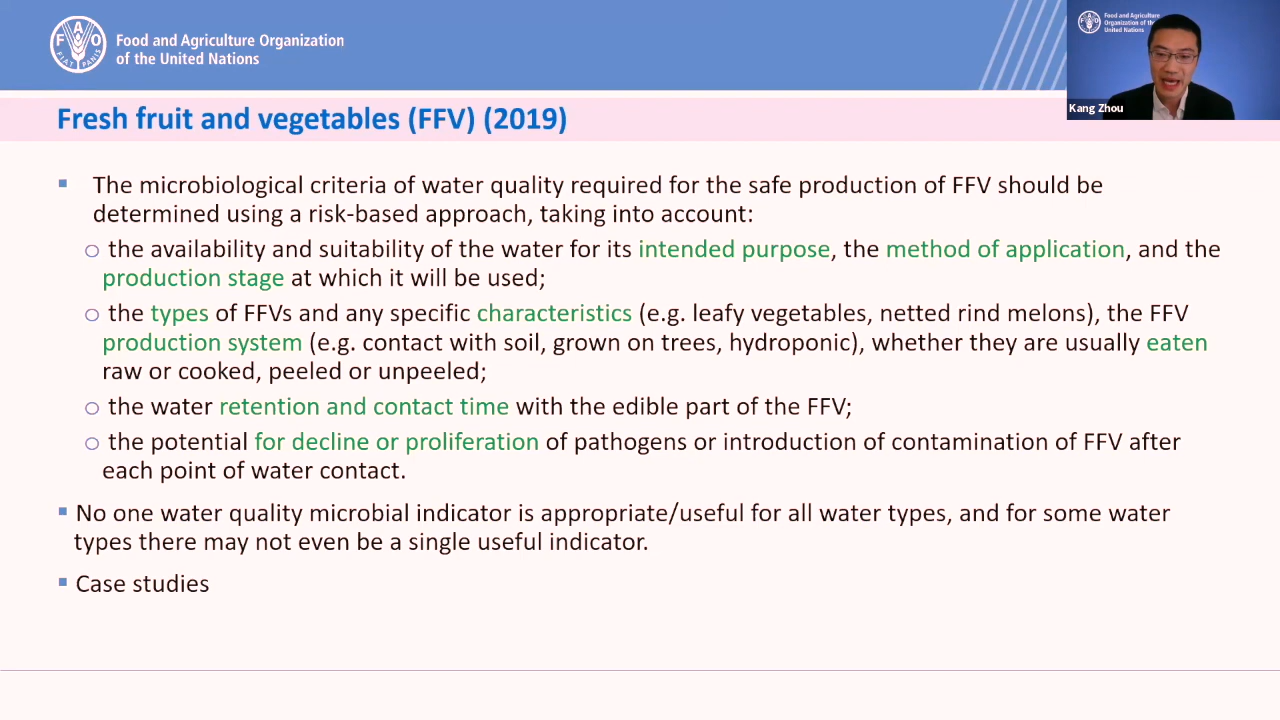 Food and Agriculture Organization
of the United Nations
Food and Agriculture
Organization of the
United Nations
Kang Zhou
Fresh fruit and vegetables (FFV) (2019)
▪ The microbiological criteria of water quality required for the safe production of FFV should be
determined using a risk-based approach, taking into account:
o the availability and suitability of the water for its intended purpose, the method of application, and the
production stage at which it will be used;
o the types of FFVs and any specific characteristics (e.g. leafy vegetables, netted rind melons), the FFV
production system (e.g. contact with soil, grown on trees, hydroponic), whether they are usually eaten
raw or cooked, peeled or unpeeled;
o the water retention and contact time with the edible part of the FFV;
o the potential for decline or proliferation of pathogens or introduction of contamination of FFV after
each point of water contact.
▪ No one water quality microbial indicator is appropriate/useful for all water types, and for some water
types there may not even be a single useful indicator.
▪ Case studies